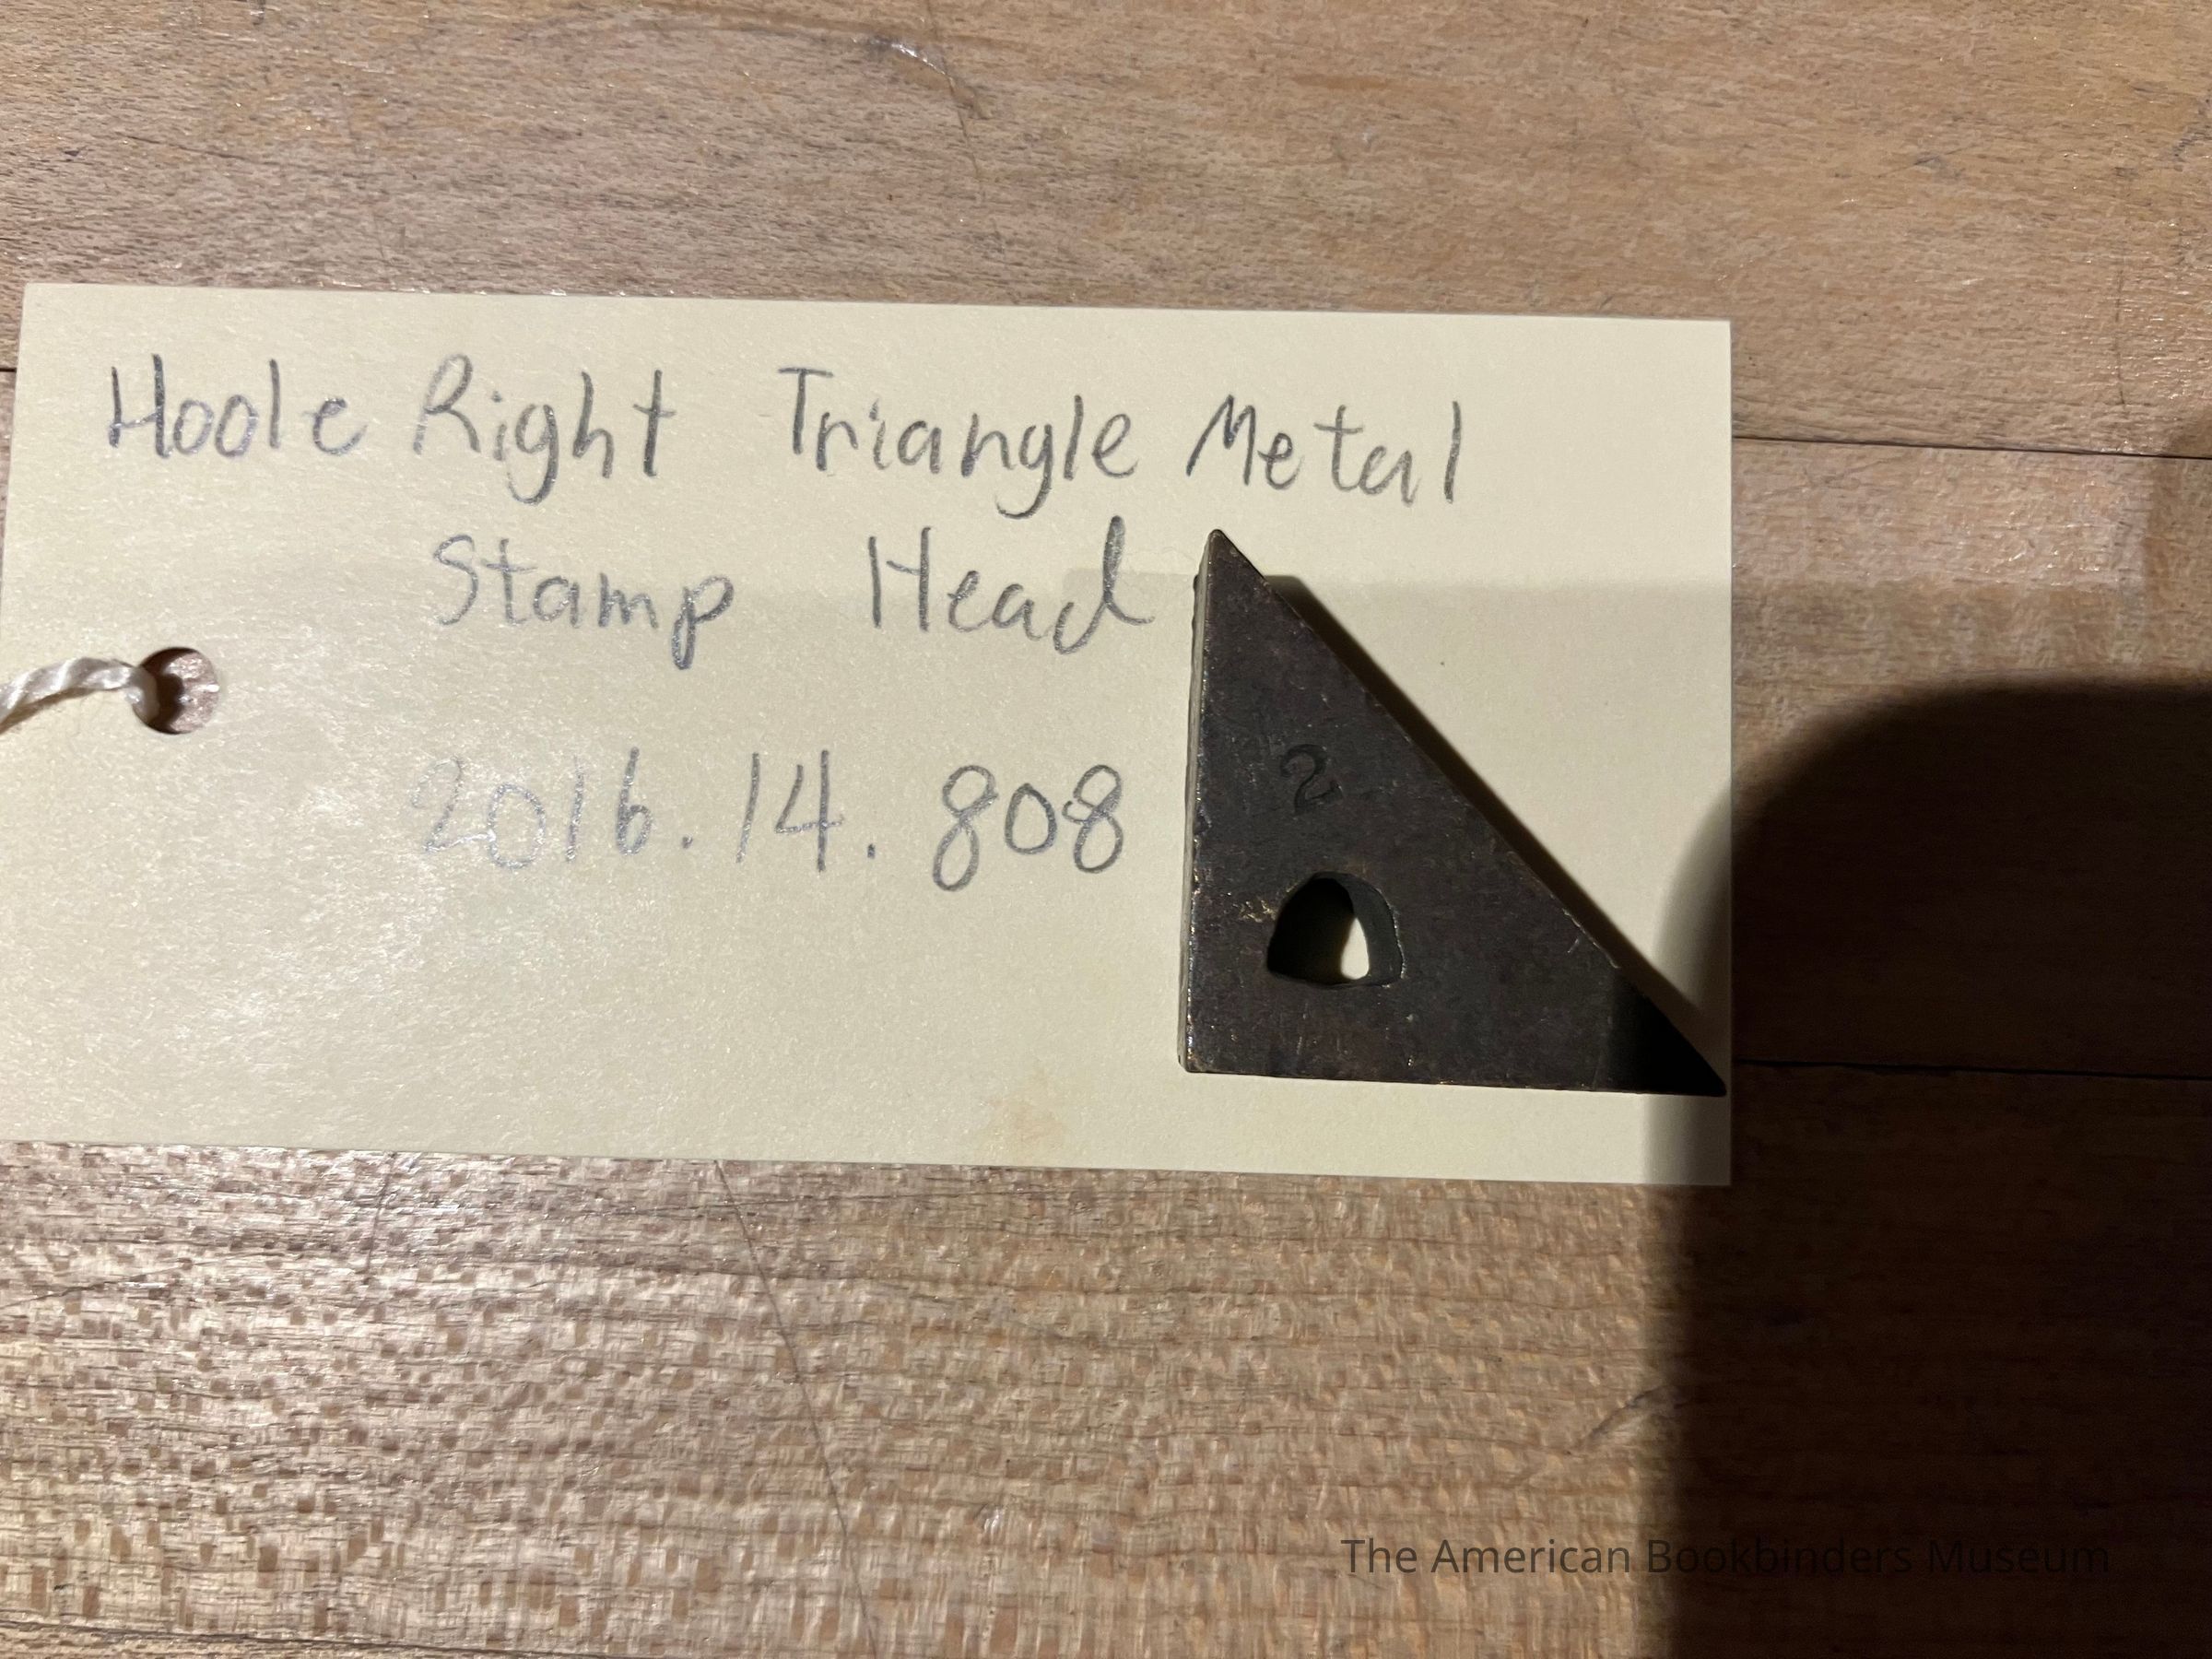 Hoole Right Triangle Metal
Stamp Head
2016.14.808
2
The American Bookbinders Museum